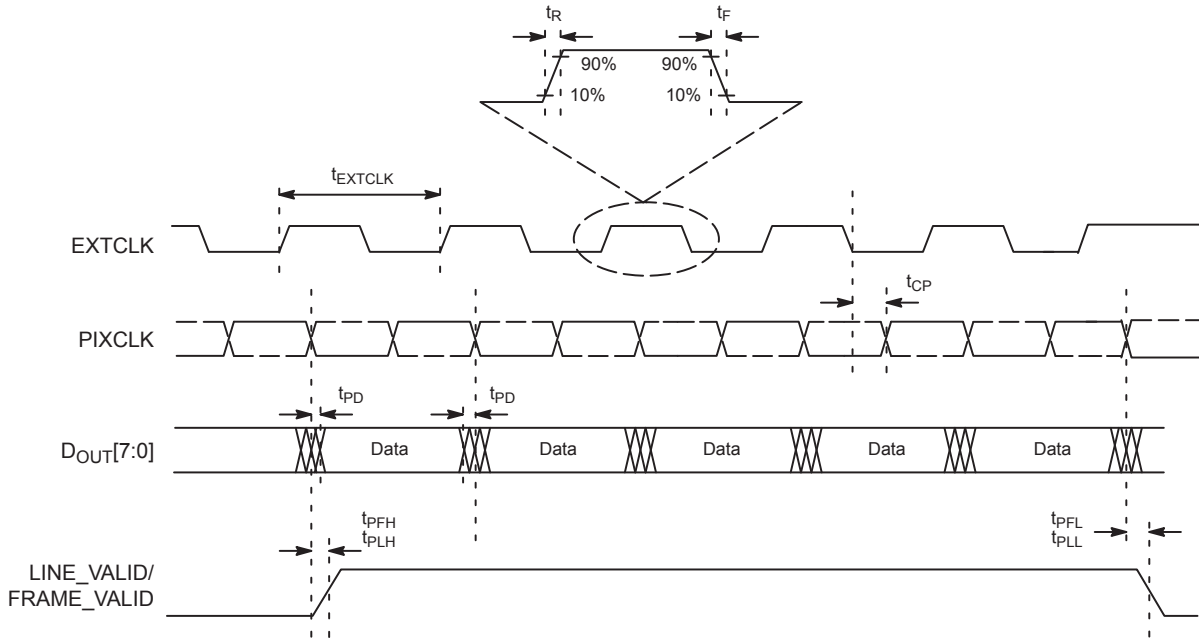 tR
tF
90%
90%
10%
10%
tEXTCLK
EXTCLK
tCP
PIXCLK
tPD
tPD
DOUT[7:0]
Data
Data
Data
Data
Data
tPFH
tPLH
tPFL
tPLL
LINE_VALID/
FRAME_VALID